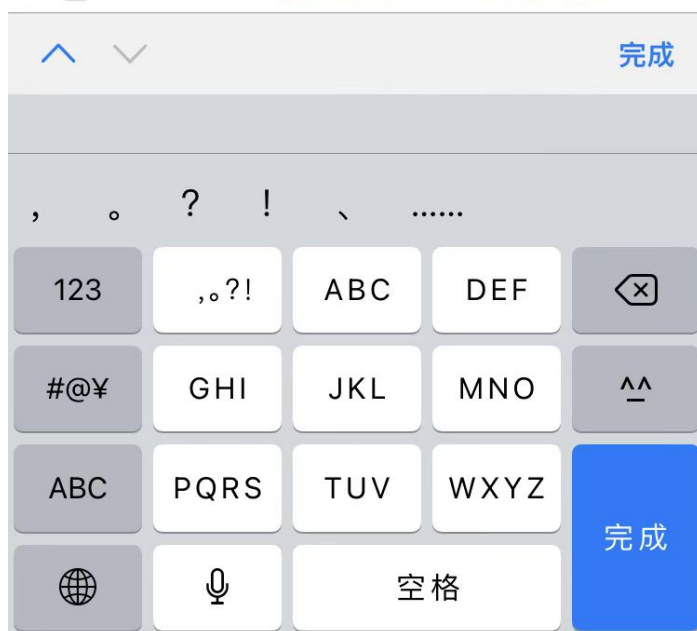 完成
， 。 ? ! 、 ……
123 ,。?! ABC DEF
#@¥ GHI JKL MNO ^^
ABC PQRS TUV WXYZ
完成
空格